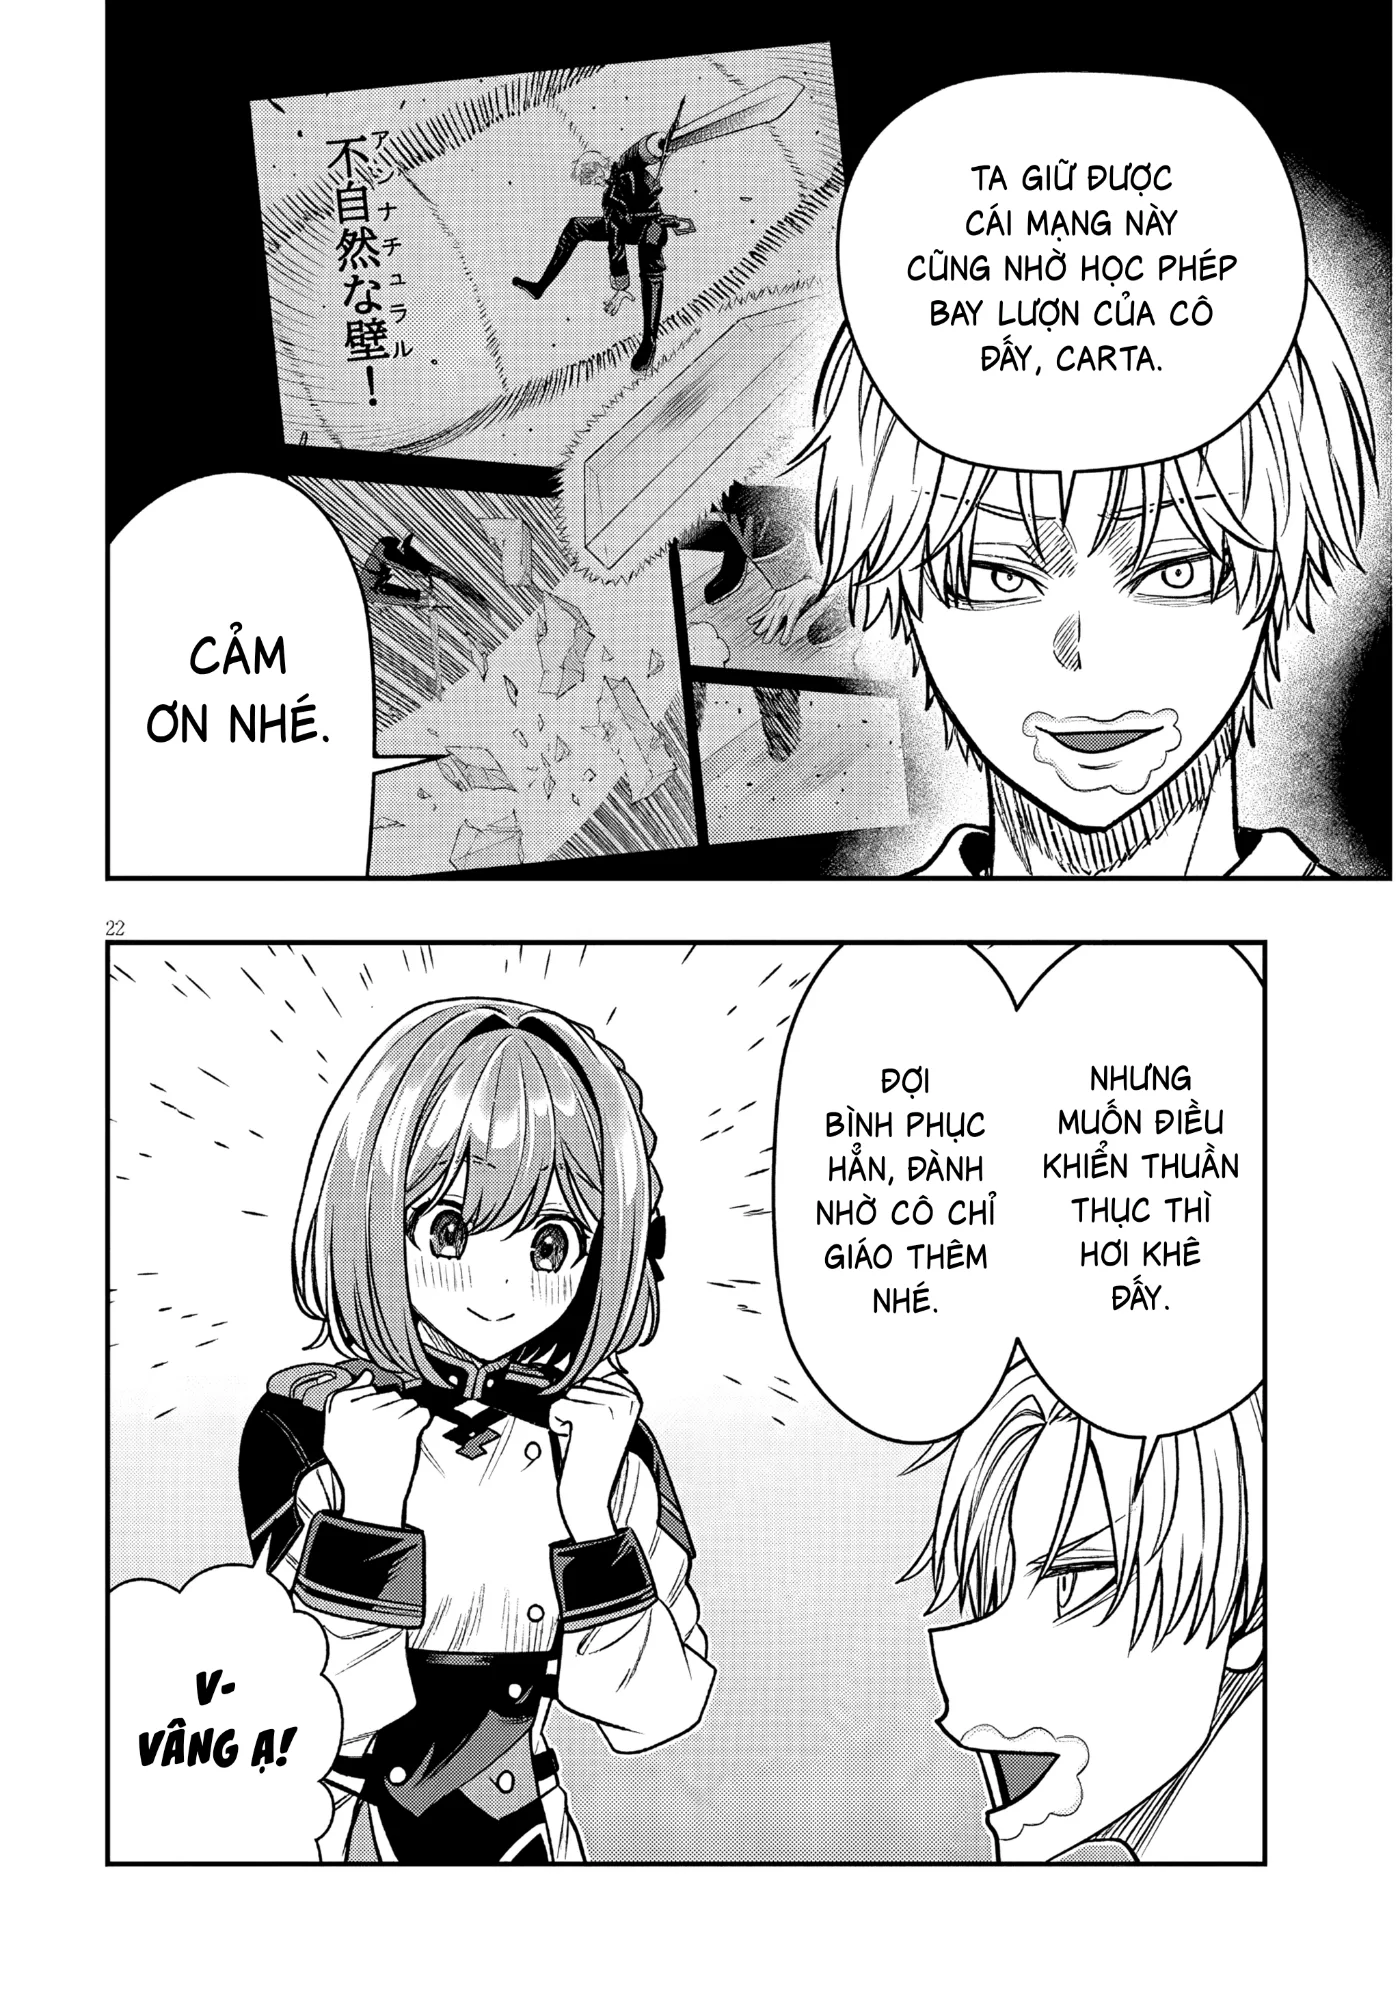 TA GIỮ ĐƯỢC
CÁI MẠNG NÀY
CŨNG NHỜ HỌC PHÉP
BAY LƯỢN CỦA CÔ
ĐẤY, CARTA.
不自然な壁!
アンナチュラル
CẢM
ƠN NHÉ.
22
NHƯNG
MUỐN ĐIỀU
KHIỂN THUẦN
THỤC THÌ
HƠI KHÊ
ĐẤY.
ĐỢI
BÌNH PHỤC
HẲN, ĐÀNH
NHỜ CÔ CHỈ
GIÁO THÊM
NHÉ.
V-
VÂNG Ạ!